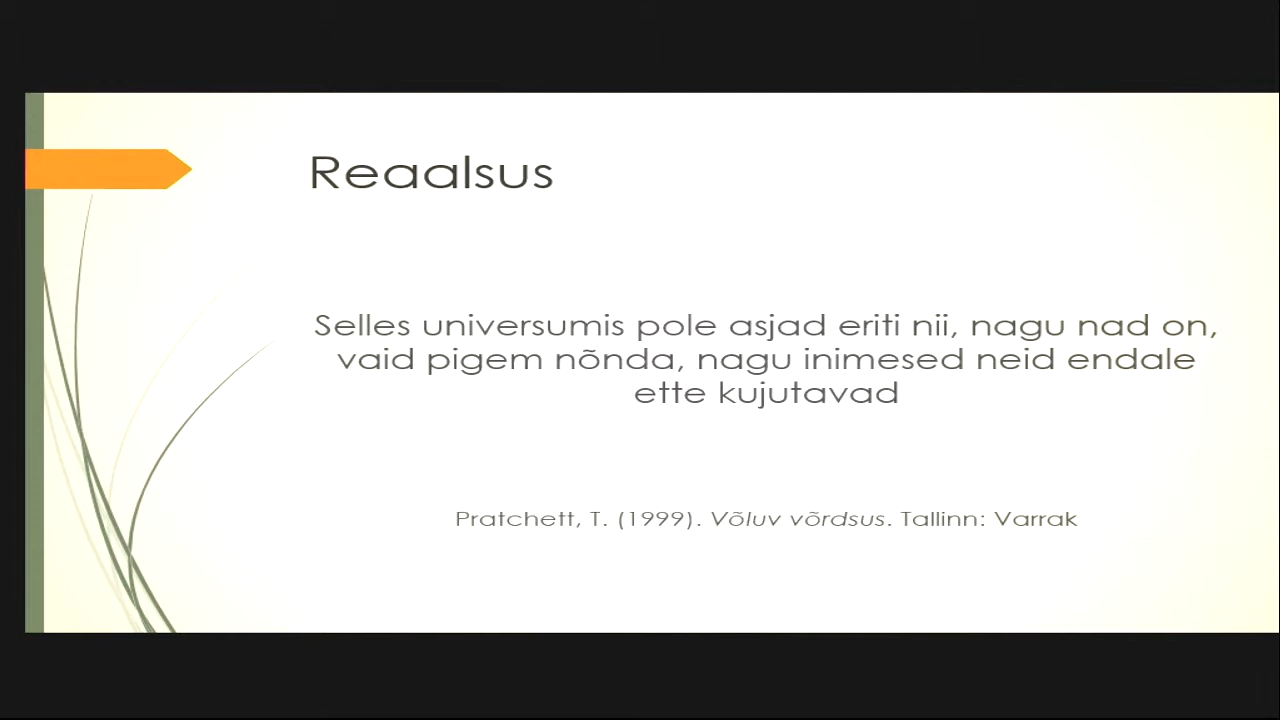 Reaalsus
Selles universumis pole asjad eriti nii, nagu nad on,
vaid pigem nõnda, nagu inimesed neid endale
ette kujutavad
Pratchett, T. (1999). Võluv võrdsus. Tallinn: Varrak